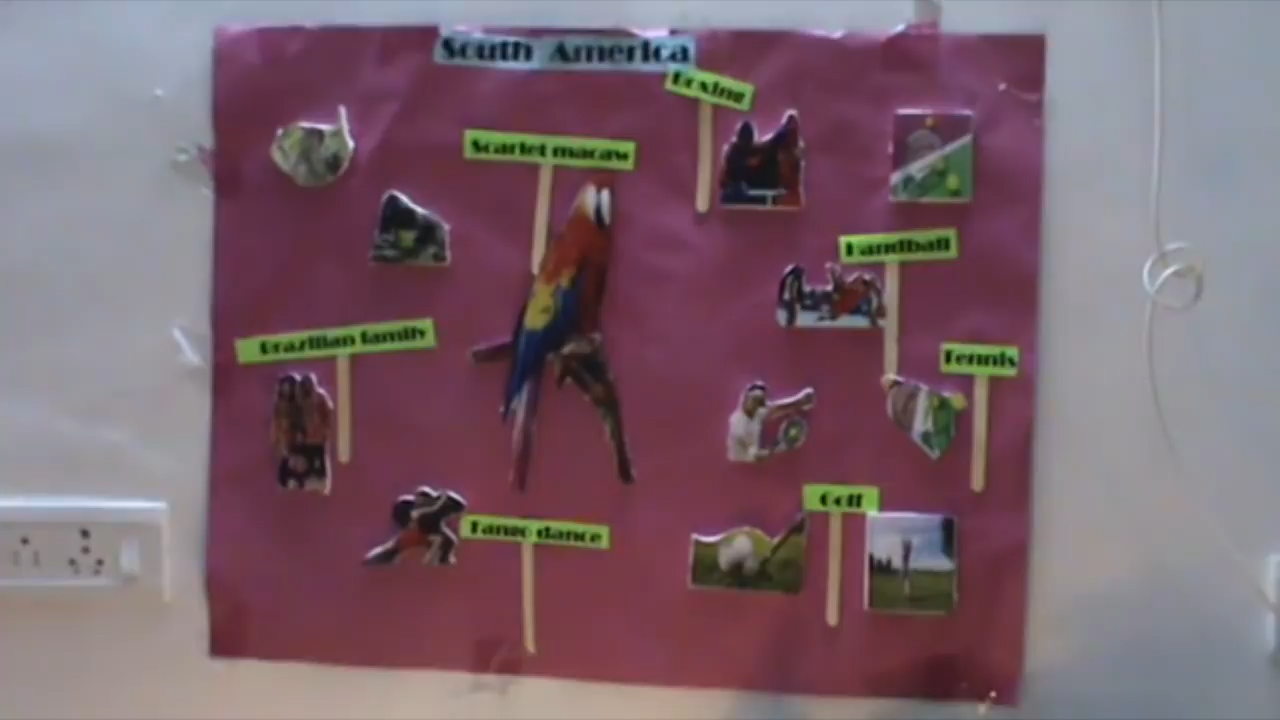 South America
Boxing
Scarlet macaw
Handball
Brazilian family
Tennis
Golf
Tango dance